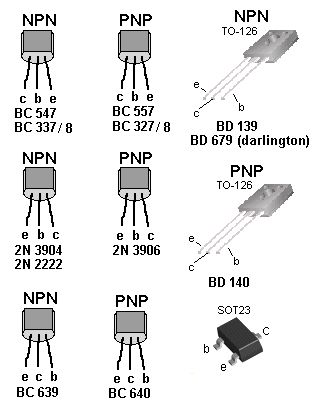 NPN
c b e
BC 547
BC 337/8
PNP
c b e
BC 557
BC 327/8
NPN
TO-126
e
c
b
BD 139
BD 679 (darlington)
NPN
e b c
2N 3904
2N 2222
PNP
e b c
2N 3906
PNP
TO-126
e
c
b
BD 140
NPN
e c b
BC 639
PNP
e c b
BC 640
SOT23
b
C
e